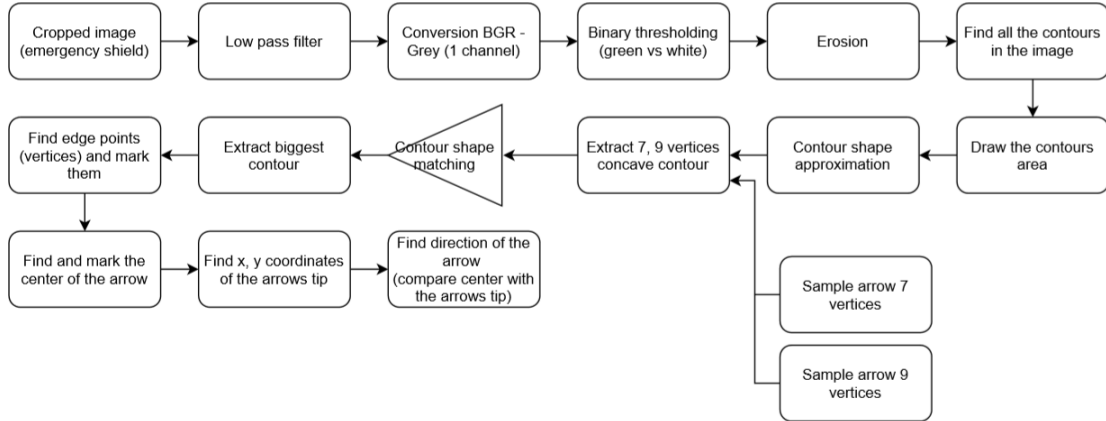 Cropped image
(emergency shield)
Low pass filter
Conversion BGR -
Grey (1 channel)
Binary thresholding
(green vs white)
Erosion
Find all the contours
in the image
Draw the contours
area
Contour shape
approximation
Extract 7, 9 vertices
concave contour
Contour shape
matching
Extract biggest
contour
Find edge points
(vertices) and mark
them
Find and mark the
center of the arrow
Find x, y coordinates
of the arrows tip
Find direction of the
arrow
(compare center with
the arrows tip)
Sample arrow 7
vertices
Sample arrow 9
vertices